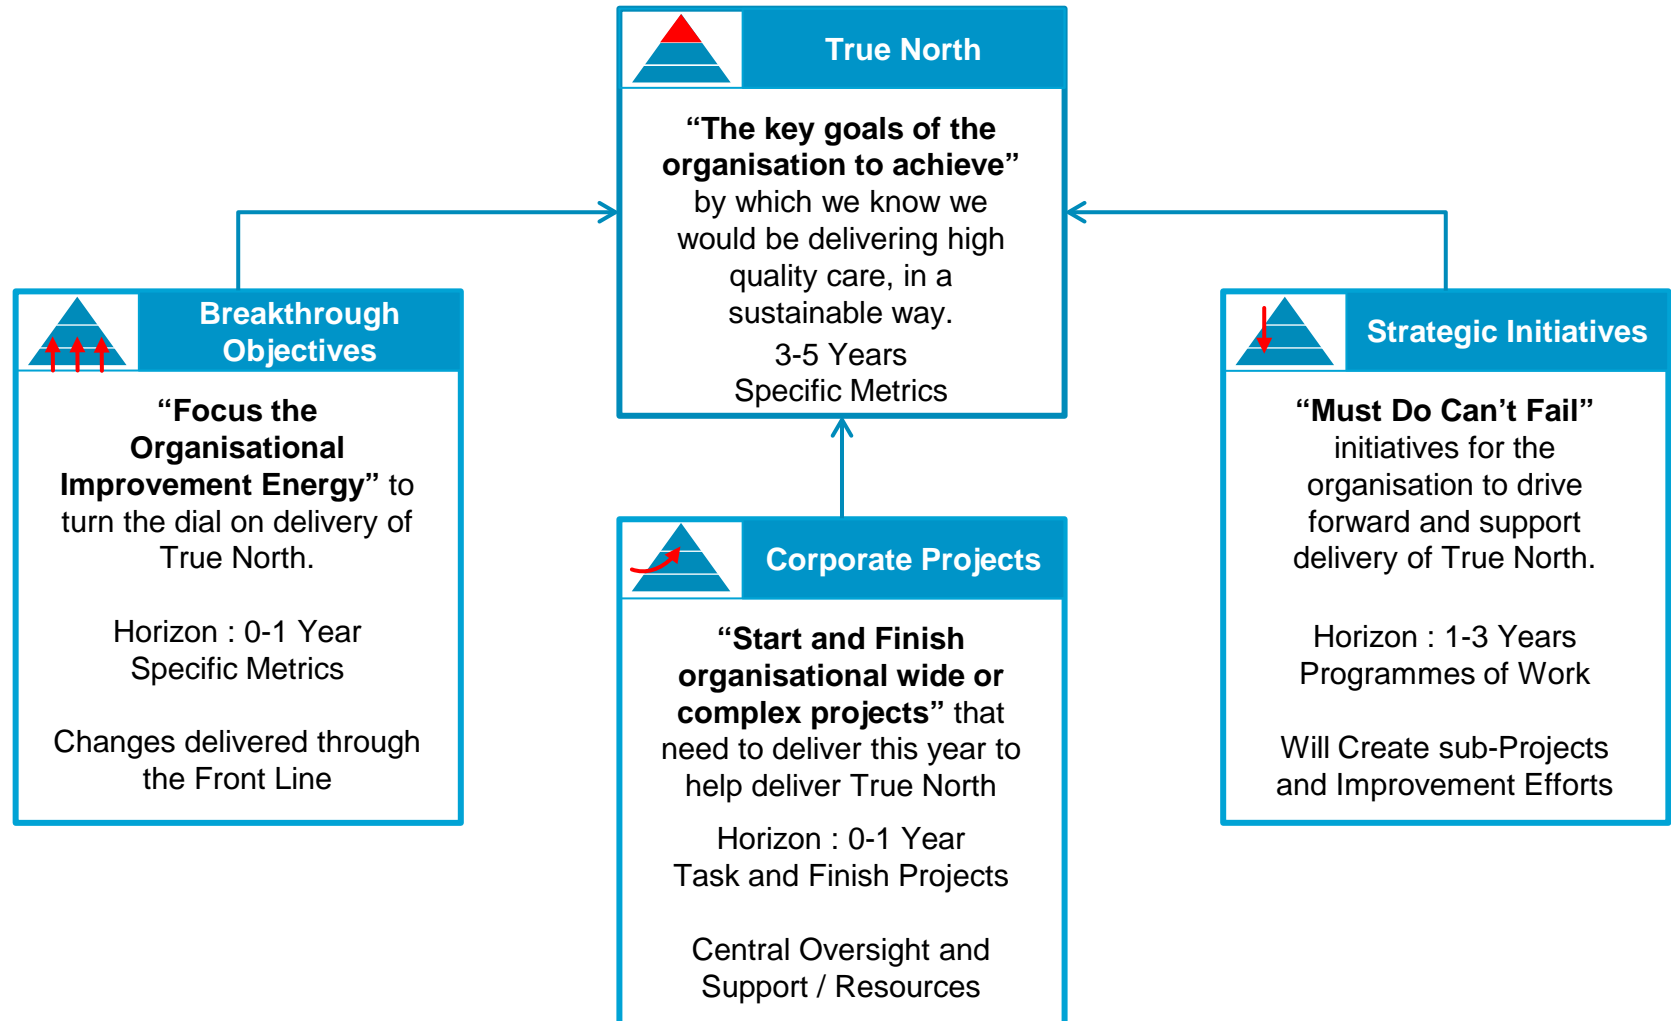 True North
“The key goals of the
organisation to achieve”
by which we know we
would be delivering high
quality care, in a
sustainable way.
3-5 Years
Specific Metrics
Breakthrough
Objectives
“Focus the
Organisational
Improvement Energy” to
turn the dial on delivery of
True North.
Horizon : 0-1 Year
Specific Metrics
Changes delivered through
the Front Line
Corporate Projects
“Start and Finish
organisational wide or
complex projects” that
need to deliver this year to
help deliver True North
Horizon : 0-1 Year
Task and Finish Projects
Central Oversight and
Support / Resources
Strategic Initiatives
“Must Do Can’t Fail”
initiatives for the
organisation to drive
forward and support
delivery of True North.
Horizon : 1-3 Years
Programmes of Work
Will Create sub-Projects
and Improvement Efforts